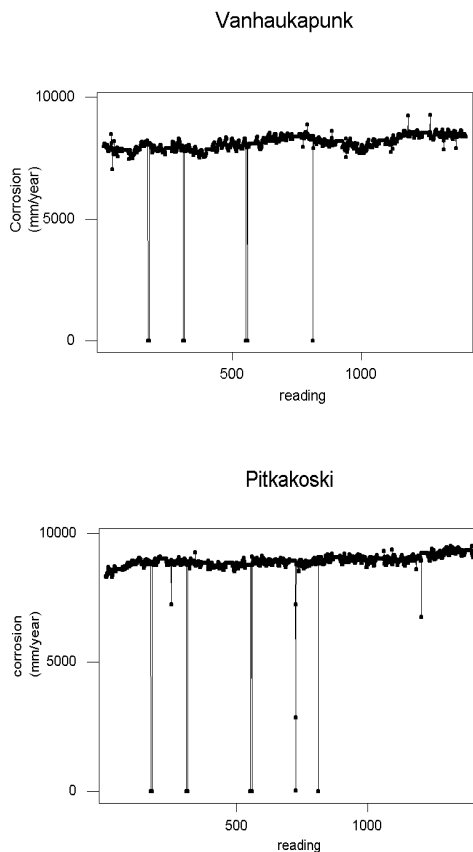 Vanhaukapunk
10000
5000
0
Corrosion
(mm/year)
500
1000
reading
Pitkakoski
10000
5000
0
corrosion
(mm/year)
500
1000
reading